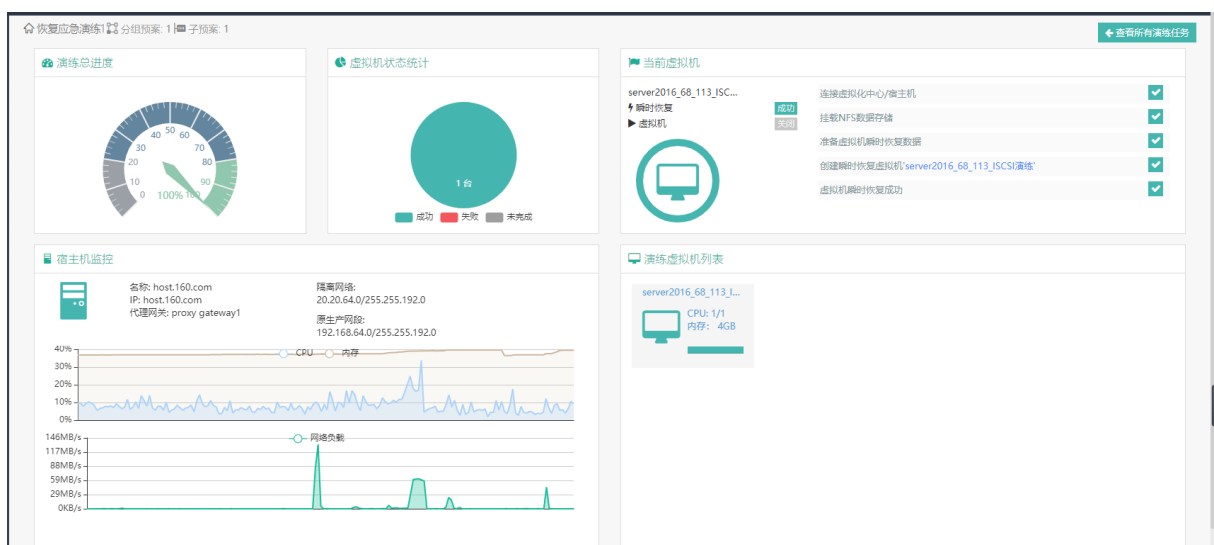 恢复应急演练1 分组预案: 1 子预案: 1
查看所有演练任务
演练总进度
0
10
20
30
40
50
60
70
80
90
100
100%
虚拟机状态统计
1 台
成功 失败 未完成
当前虚拟机
server2016_68_113_ISC...
瞬时恢复 成功
虚拟机 关闭
连接虚拟化中心/宿主机
挂载NFS数据存储
准备虚拟机瞬时恢复数据
创建瞬时恢复虚拟机'server2016_68_113_ISCSI演练'
虚拟机瞬时恢复成功
宿主机监控
名称: host.160.com
IP: host.160.com
代理网关: proxy gateway1
隔离网络:
20.20.64.0/255.255.192.0
原生产网段:
192.168.64.0/255.255.192.0
CPU 内存
40%
30%
20%
10%
0%
网络负载
146MB/s
117MB/s
88MB/s
59MB/s
29MB/s
0KB/s
演练虚拟机列表
server2016_68_113_I...
CPU: 1/1
内存: 4GB